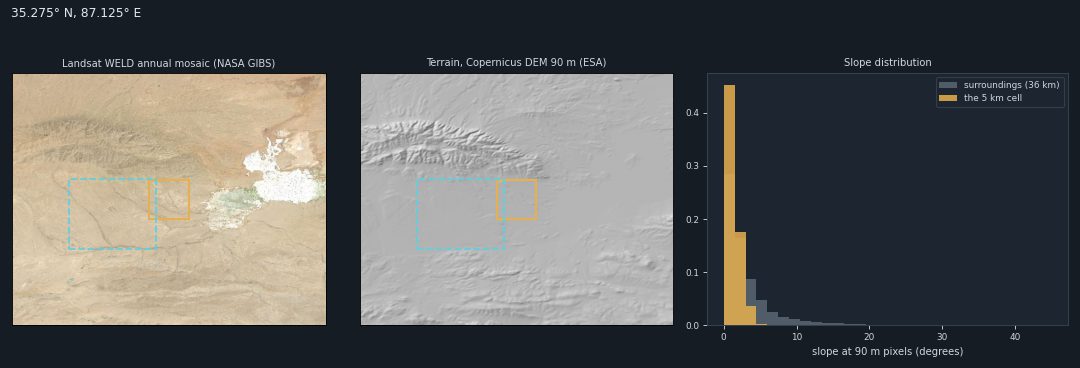 35.275° N, 87.125° E
Landsat WELD annual mosaic (NASA GIBS)
Terrain, Copernicus DEM 90 m (ESA)
Slope distribution
surroundings (36 km)
the 5 km cell
0.4
0.3
0.2
0.1
0.0
0
10
20
30
40
slope at 90 m pixels (degrees)